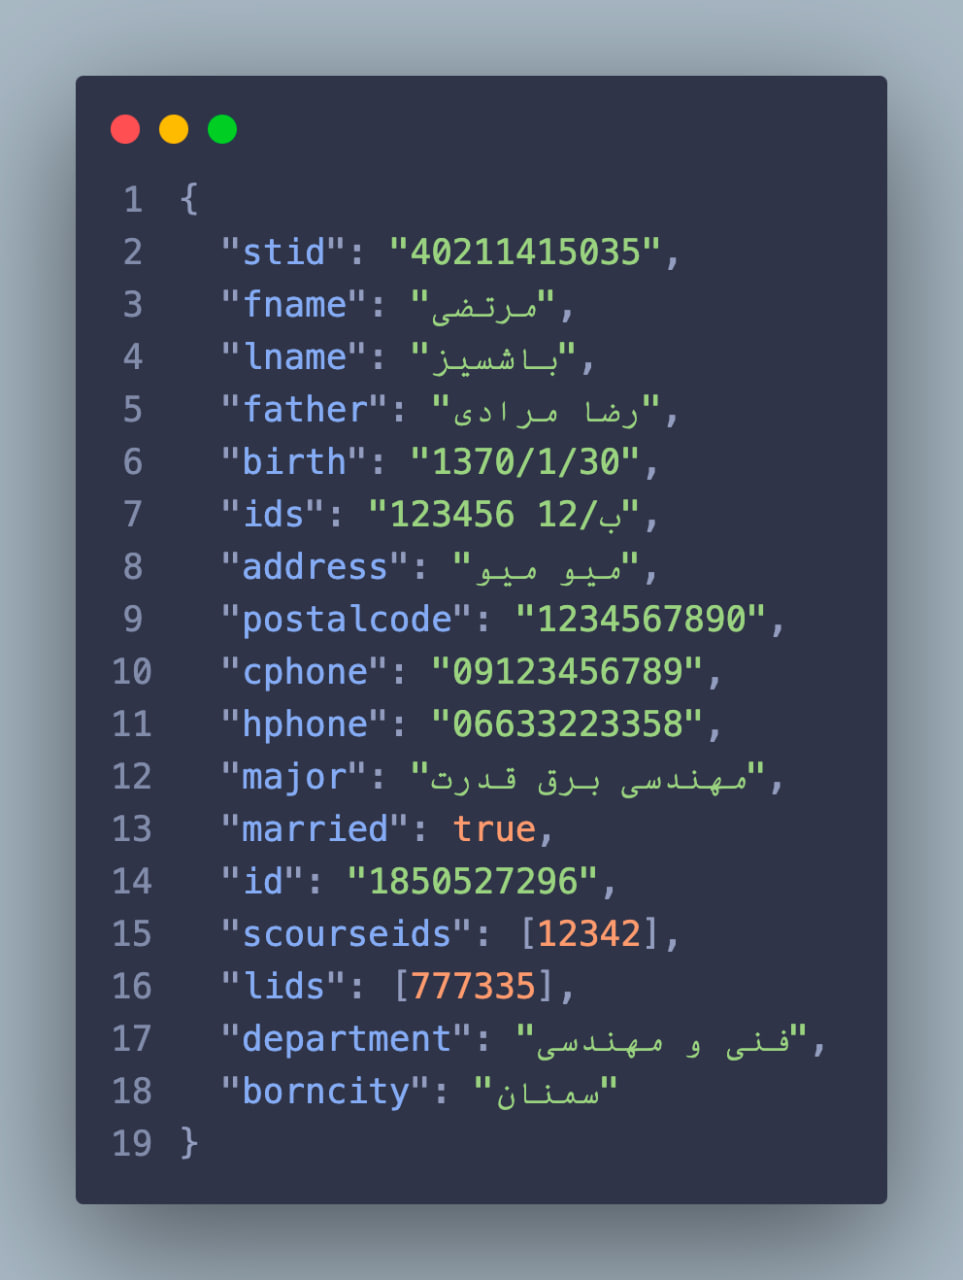 1 {
2 "stid": "40211415035",
3 "fname": "مرتضی",
4 "lname": "باشسیز",
5 "father": "رضا مرادی",
6 "birth": "1370/1/30",
7 "ids": "123456 12/ب",
8 "address": "میو میو",
9 "postalcode": "1234567890",
10 "cphone": "09123456789",
11 "hphone": "06633223358",
12 "major": "مهندسی برق قدرت",
13 "married": true,
14 "id": "1850527296",
15 "scourseids": [12342],
16 "lids": [777335],
17 "department": "فنی و مهندسی",
18 "borncity": "سمنان"
19 }